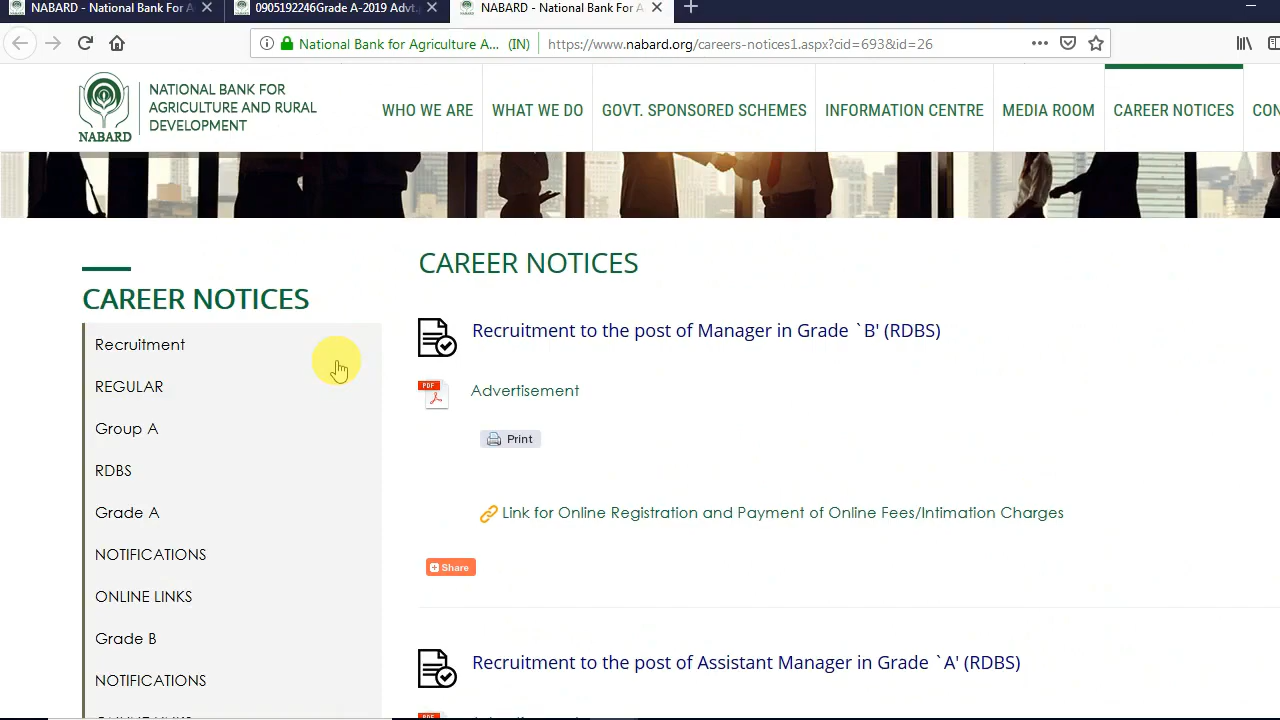 NABARD - National Bank For A
0905192246Grade A-2019 Advt.p
NABARD - National Bank For A
National Bank for Agriculture A... (IN)
https://www.nabard.org/careers-notices1.aspx?cid=693&id=26
NABARD
NATIONAL BANK FOR
AGRICULTURE AND RURAL
DEVELOPMENT
WHO WE ARE
WHAT WE DO
GOVT. SPONSORED SCHEMES
INFORMATION CENTRE
MEDIA ROOM
CAREER NOTICES
CON
CAREER NOTICES
Recruitment
REGULAR
Group A
RDBS
Grade A
NOTIFICATIONS
ONLINE LINKS
Grade B
NOTIFICATIONS
CAREER NOTICES
Recruitment to the post of Manager in Grade `B' (RDBS)
PDF
Advertisement
Print
Link for Online Registration and Payment of Online Fees/Intimation Charges
Share
Recruitment to the post of Assistant Manager in Grade `A' (RDBS)
PDF